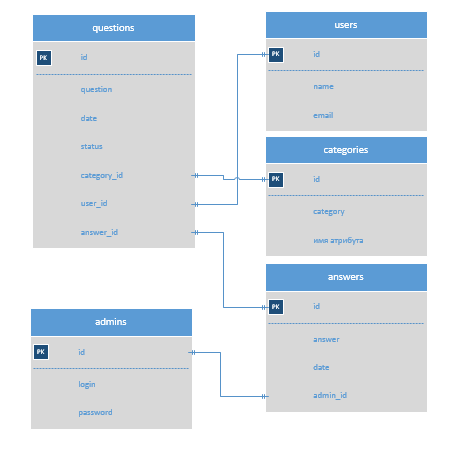 questions
PK id
question
date
status
category_id
user_id
answer_id
users
PK id
name
email
categories
PK id
category
имя атрибута
answers
PK id
answer
date
admin_id
admins
PK id
login
password